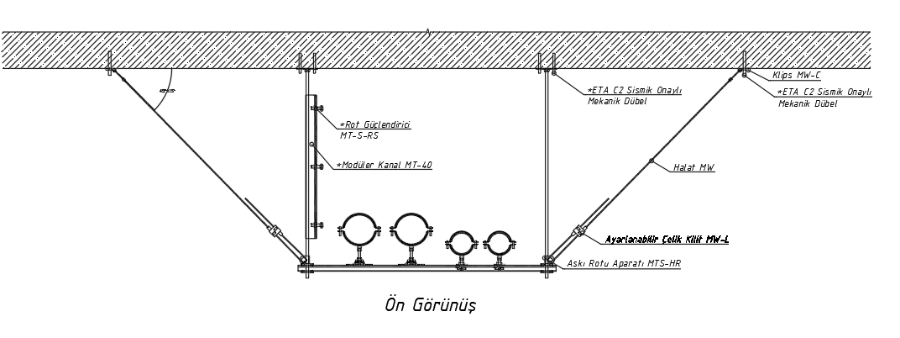 Klips MW-C
*ETA C2 Sismik Onaylı
Mekanik Dübel
*ETA C2 Sismik Onaylı
Mekanik Dübel
*Rot Güçlendirici
MT-S-RS
*Modüler Kanal MT-40
Halat MW
Ayarlanabilir Çelik Kilit MW-L
Askı Rotu Aparatı MTS-HR
Ön Görünüş